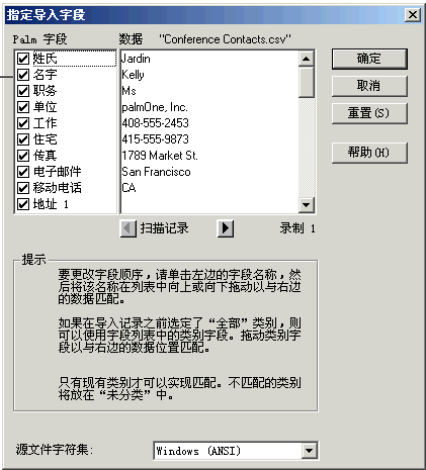 指定导入字段
Palm 字段 数据 "Conference Contacts.csv"
姓氏 Jardin
名字 Kelly
职务 Ms
单位 palmOne, Inc.
工作 408-555-2453
住宅 415-555-9873
传真 1789 Market St.
电子邮件 San Francisco
移动电话 CA
地址 1
确定
取消
重置(S)
帮助(H)
扫描记录 录制 1
提示
要更改字段顺序，请单击左边的字段名称，然
后将该名称在列表中向上或向下拖动以与右边
的数据匹配。
如果在导入记录之前选定了“全部”类别，则
可以使用字段列表中的类别字段。拖动类别字
段以与右边的数据位置匹配。
只有现有类别才可以实现匹配。不匹配的类别
将放在“未分类”中。
源文件字符集: Windows (ANSI)